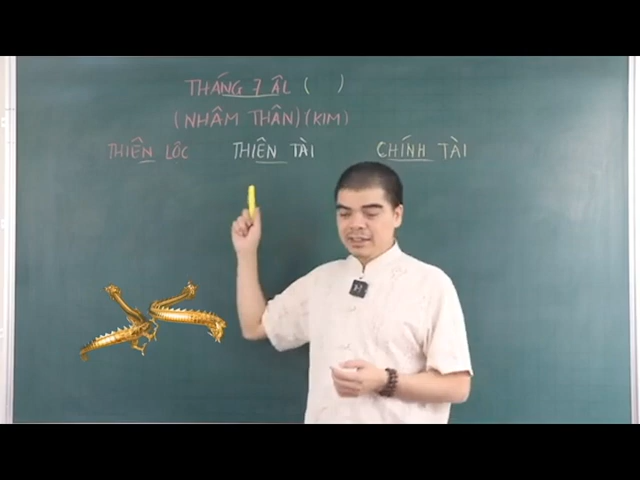 THÁNG 7 ÂL ( )
(NHÂM THÂN) (KIM)
THIÊN LỘC THIÊN TÀI CHÍNH TÀI